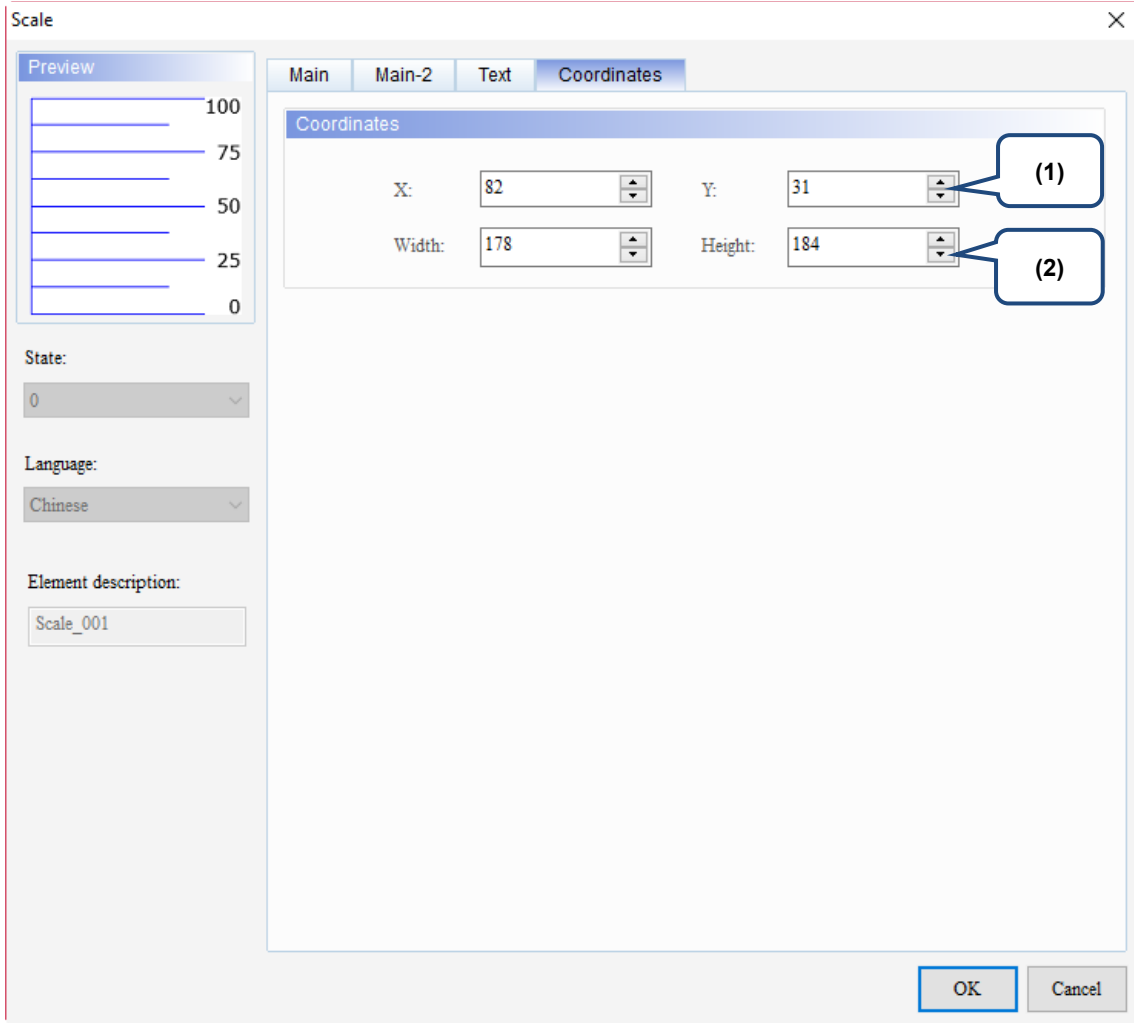 Scale
Preview
100
75
50
25
0
State:
0
Language:
Chinese
Element description:
Scale_001
Main Main-2 Text Coordinates
Coordinates
X: 82 Y: 31 (1)
Width: 178 Height: 184 (2)
OK Cancel